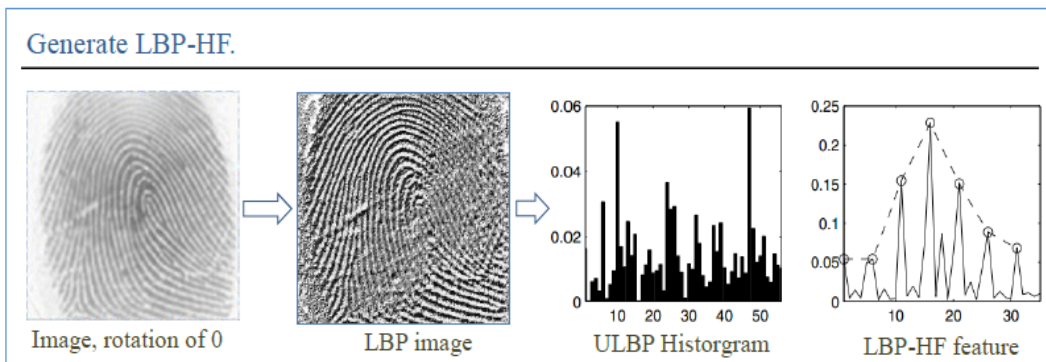 Generate LBP-HF.
0.06
0.04
0.02
0
10 20 30 40 50
0.25
0.2
0.15
0.1
0.05
0
10 20 30
Image, rotation of 0
LBP image
ULBP Historgram
LBP-HF feature